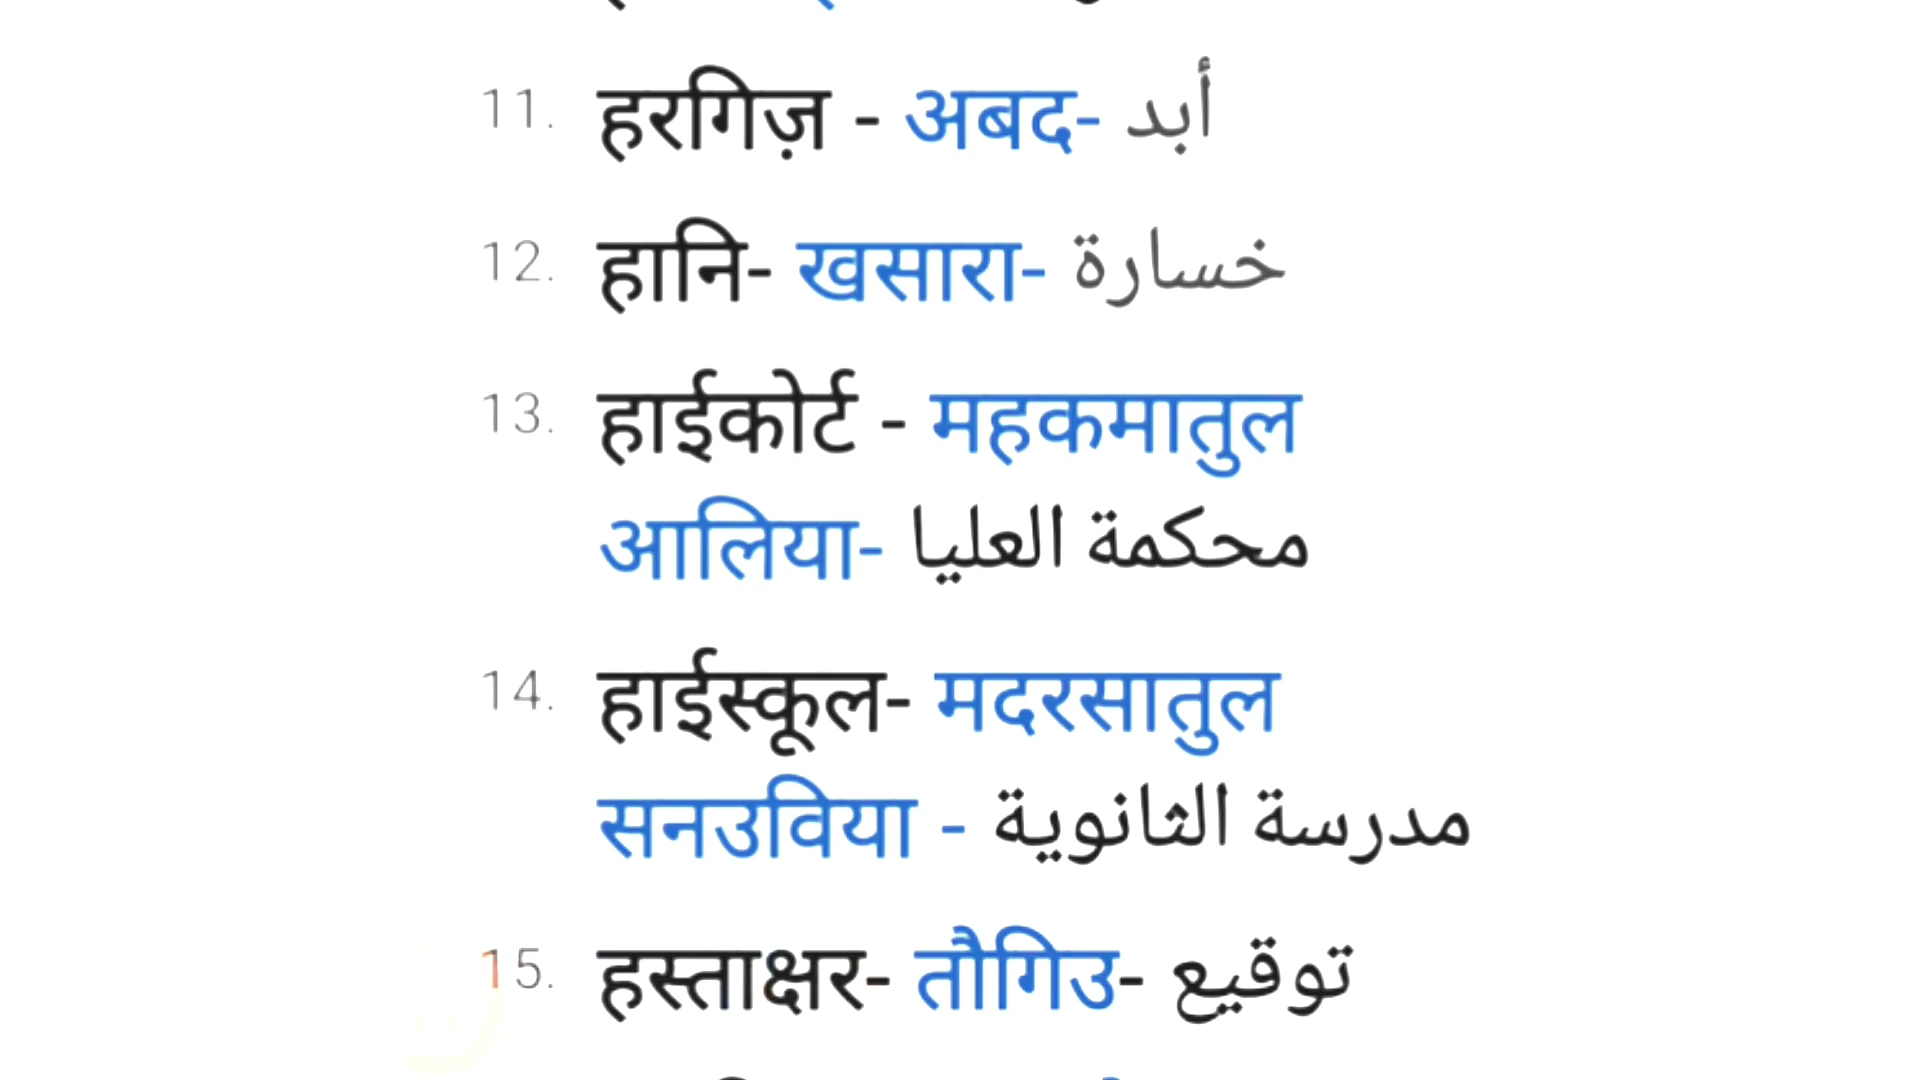 11. हरगिज़ - अबद- أبد
12. हानि- खसारा- خسارة
13. हाईकोर्ट - महकमातुल
आलिया- محكمة العليا
14. हाईस्कूल- मदरसातुल
सनउविया - مدرسة الثانوية
15. हस्ताक्षर- तौगिउ- توقيع